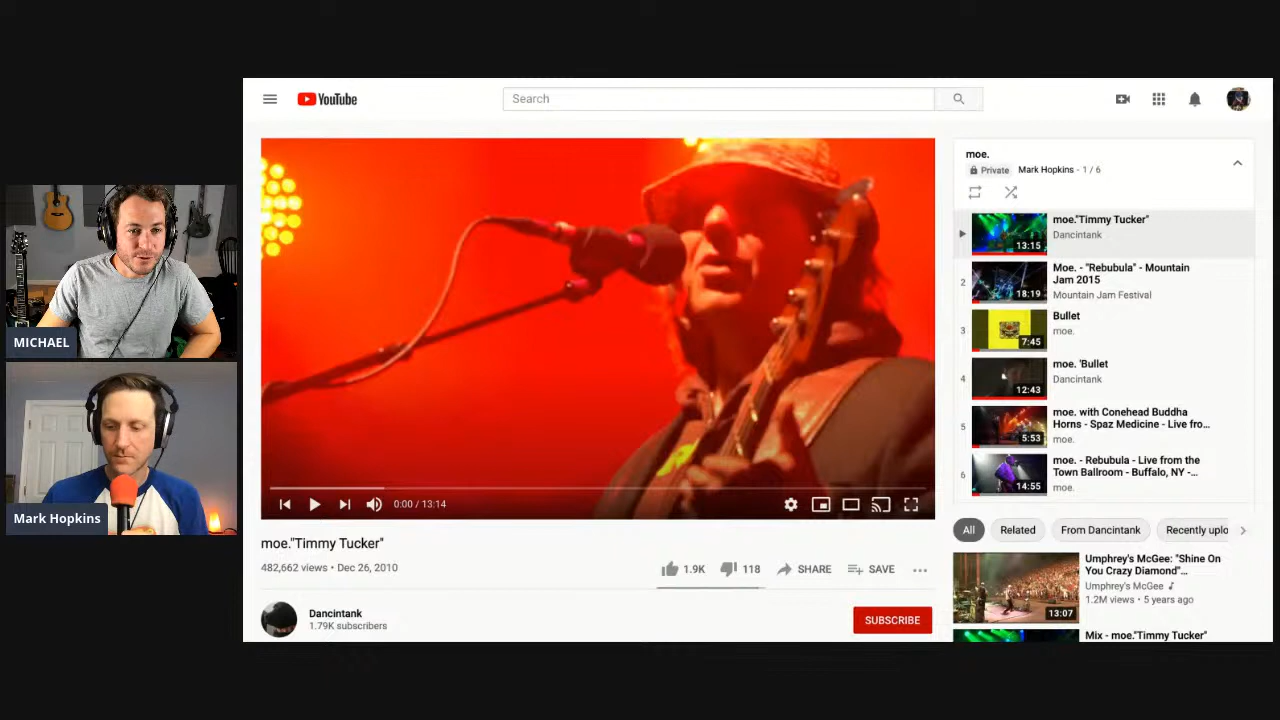 MICHAEL
Mark Hopkins
YouTube
Search
0:00 / 13:14
moe."Timmy Tucker"
482,662 views • Dec 26, 2010
1.9K
118
SHARE
SAVE
Dancintank
1.79K subscribers
SUBSCRIBE
moe.
Private Mark Hopkins - 1 / 6
13:15
moe."Timmy Tucker"
Dancintank
2
18:19
Moe. - "Rebubula" - Mountain
Jam 2015
Mountain Jam Festival
3
7:45
Bullet
moe.
4
12:43
moe. 'Bullet
Dancintank
5
5:53
moe. with Conehead Buddha
Horns - Spaz Medicine - Live fro...
moe.
6
14:55
moe. - Rebubula - Live from the
Town Ballroom - Buffalo, NY -...
moe.
All
Related
From Dancintank
Recently uplo
13:07
Umphrey's McGee: "Shine On
You Crazy Diamond"...
Umphrey's McGee
1.2M views • 5 years ago
Mix - moe."Timmy Tucker"